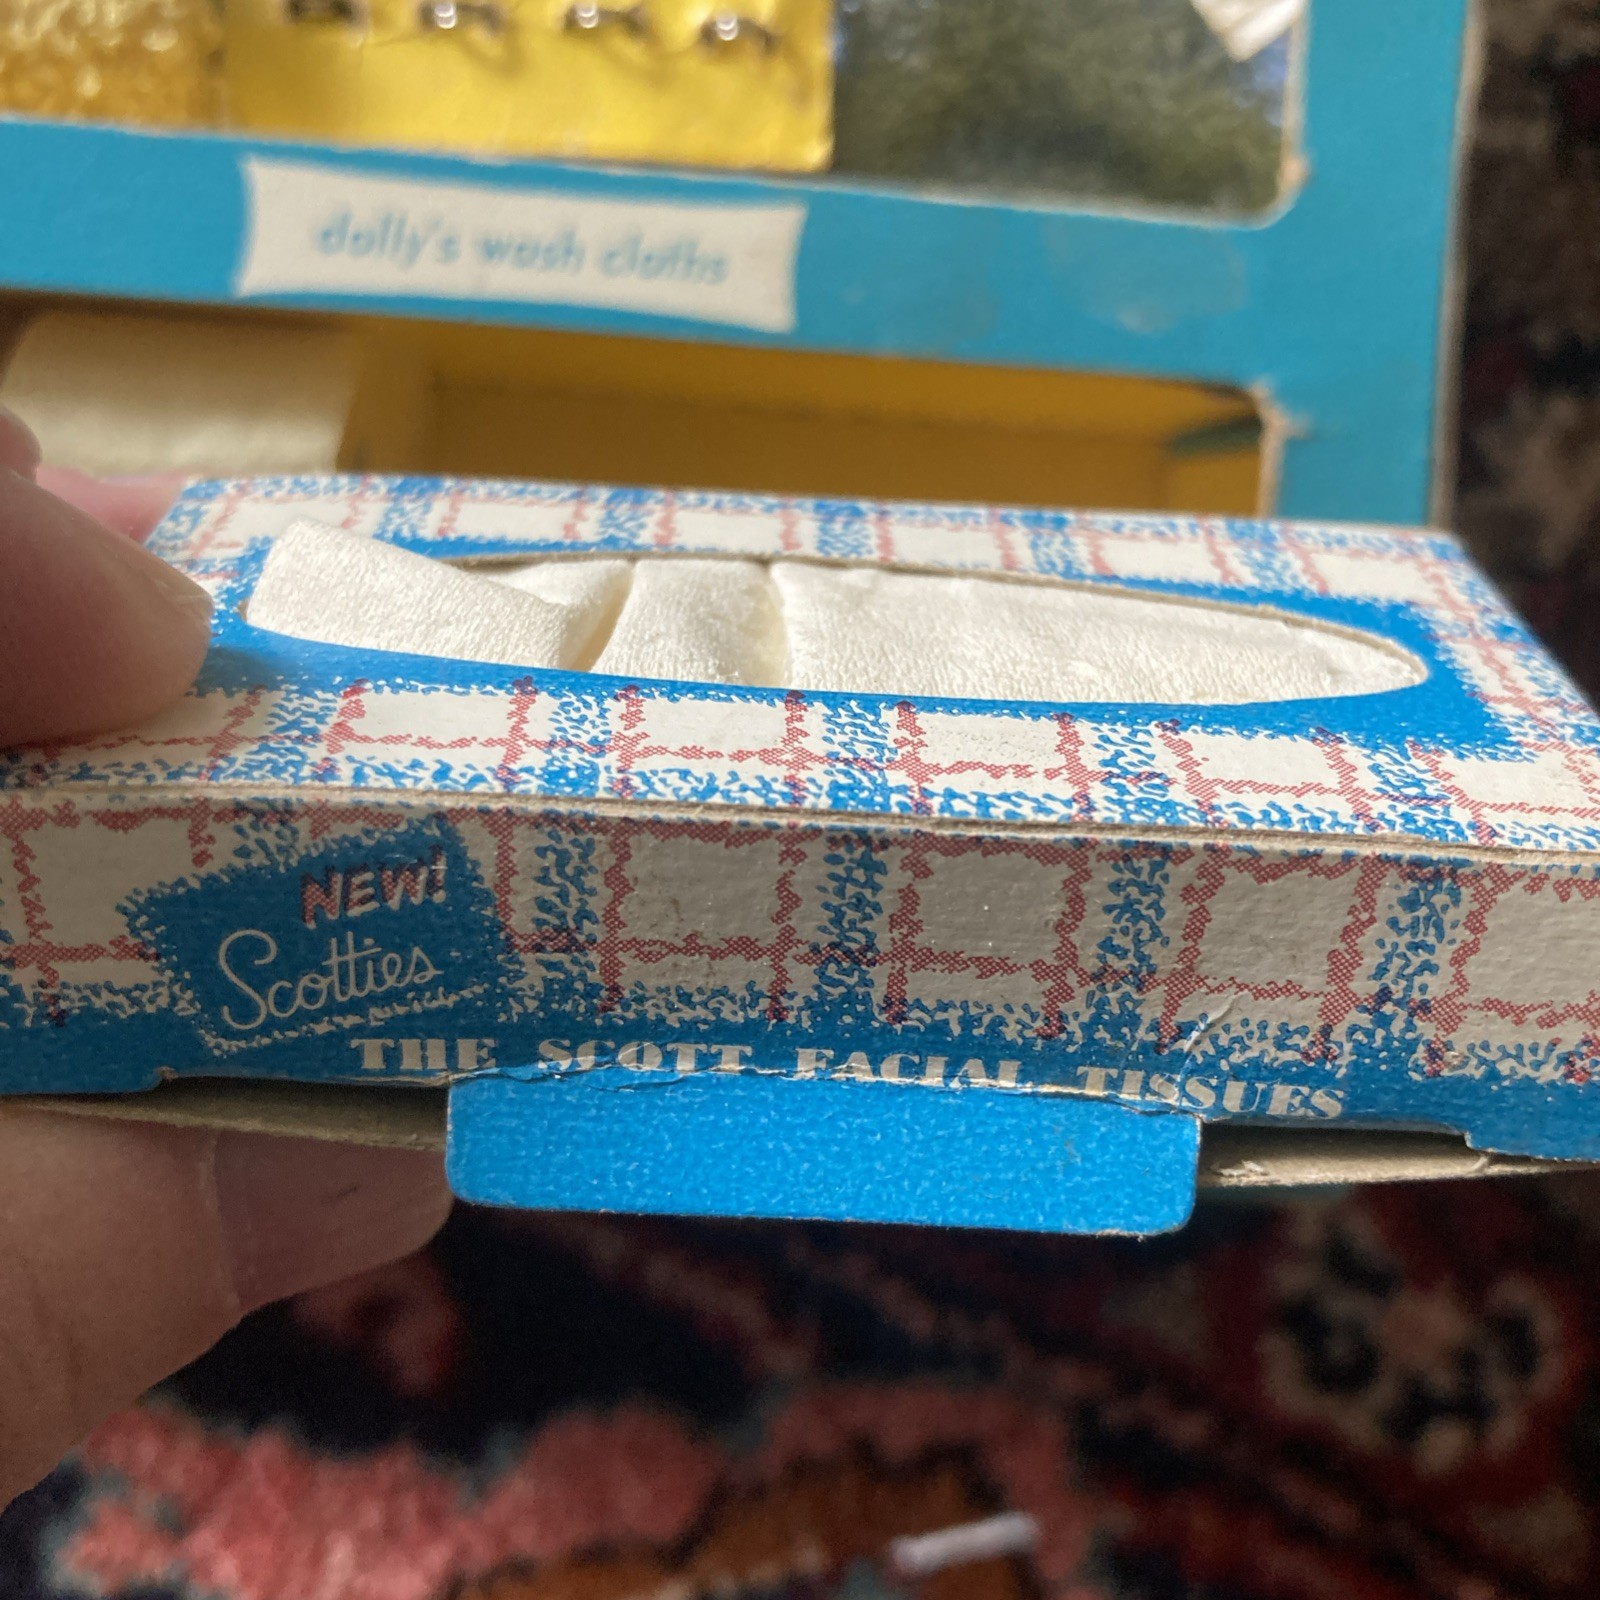 dolly's wash cloths
NEW!
Scotties
THE SCOTT FACIAL TISSUES